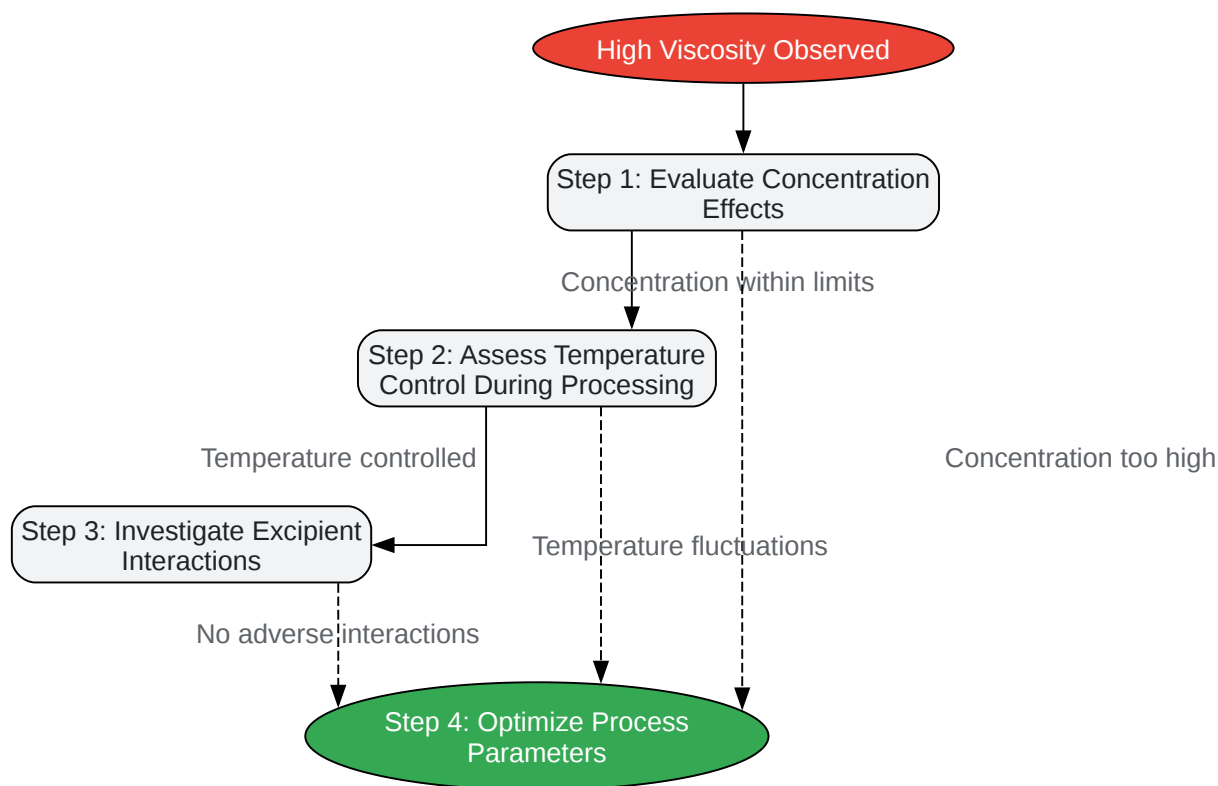 High Viscosity Observed
Step 1: Evaluate Concentration
Effects
Concentration within limits
Step 2: Assess Temperature
Control During Processing
Temperature controlled
Concentration too high
Step 3: Investigate Excipient
Interactions
Temperature fluctuations
No adverse interactions
Step 4: Optimize Process
Parameters